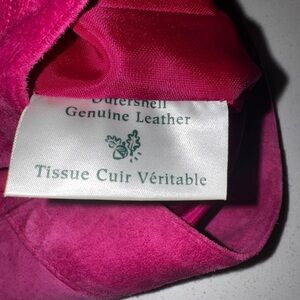 Outershell
Genuine Leather
Tissue Cuir Véritable